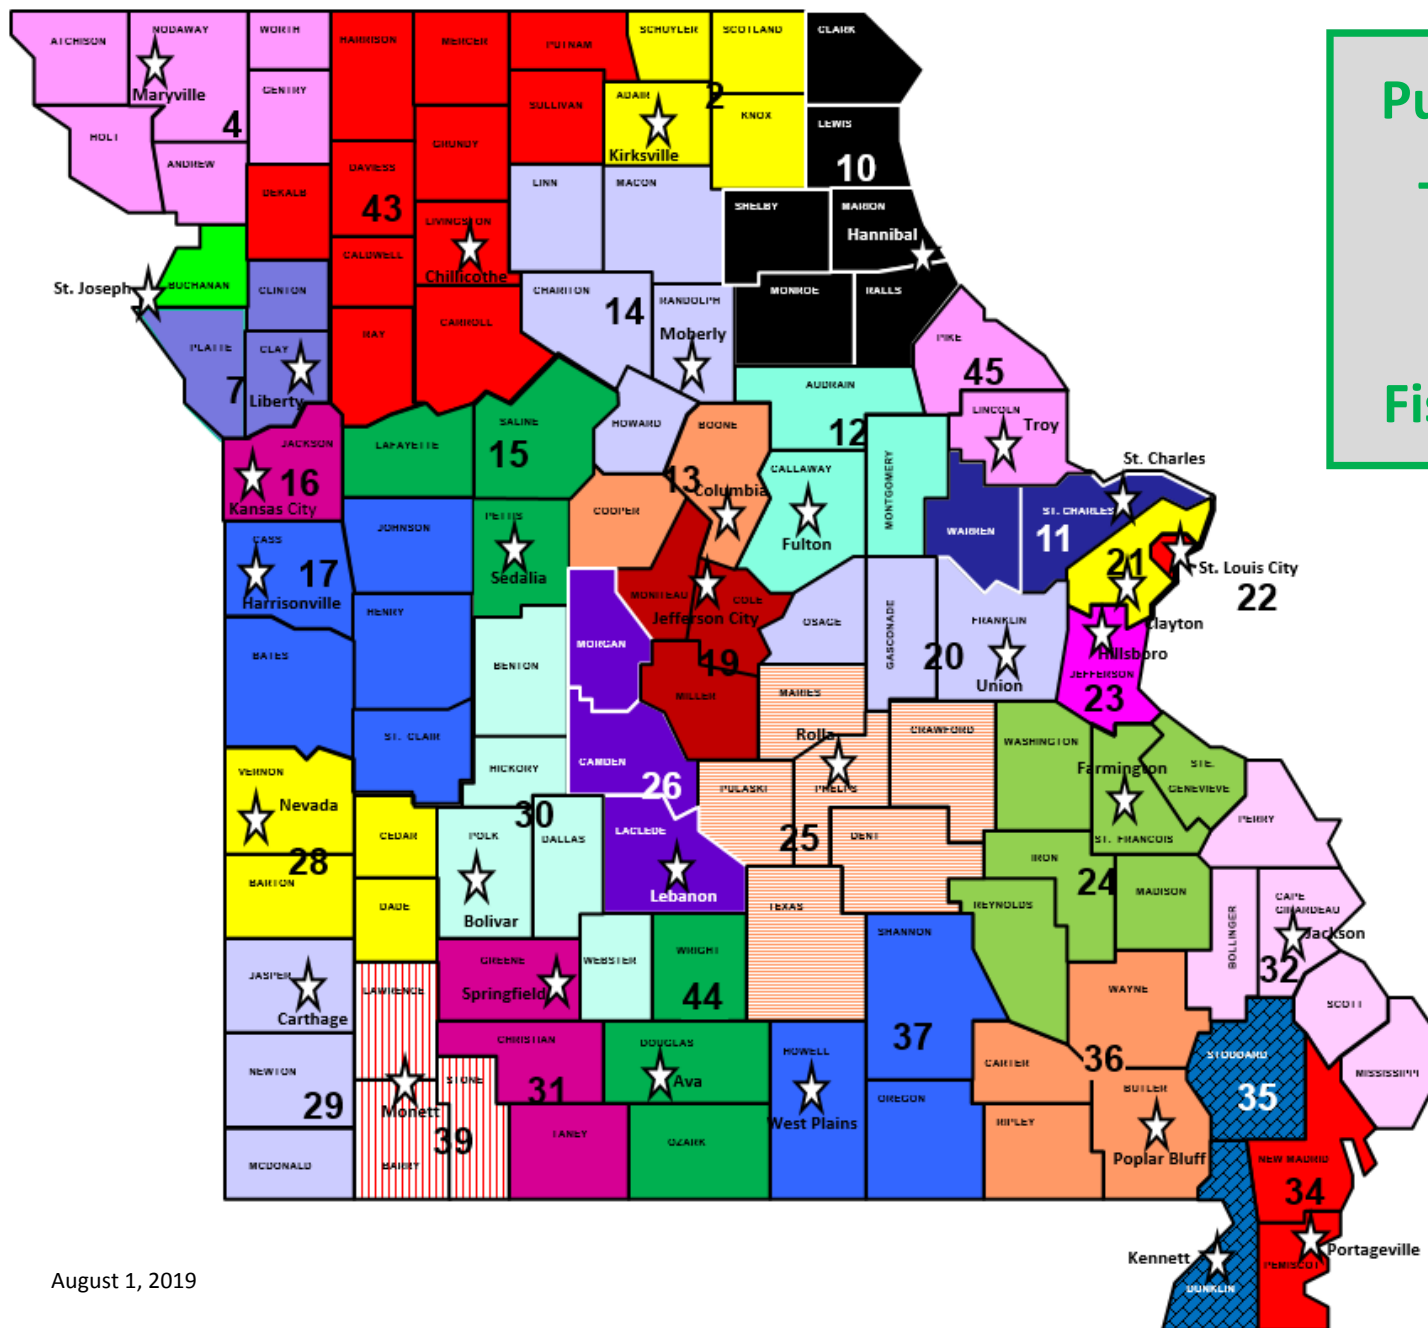 ATCHISON
NODAWAY
WORTH
HARRISON
MERCER
PUTNAM
SCHUYLER
SCOTLAND
CLARK
Maryville
GENTRY
SULLIVAN
ADAIR
2
KNOX
HOLT
4
LEWIS
ANDREW
DAVIESS
GRUNDY
Kirksville
10
DEKALB
43
LINN
MACON
SHELBY
MARION
LIVINGSTON
Hannibal
CALDWELL
Chillicothe
St. Joseph
BUCHANAN
CLINTON
CHARITON
14
RANDOLPH
MONROE
RALLS
PLATTE
CLAY
RAY
CARROLL
Moberly
PIKE
7
Liberty
AUDRAIN
45
JACKSON
LAFAYETTE
SALINE
HOWARD
BOONE
12
LINCOLN
Troy
16
15
13
CALLAWAY
MONTGOMERY
St. Charles
Kansas City
Columbia
COOPER
PETTIS
ST. CHARLES
JOHNSON
WARREN
11
CASS
17
Sedalia
Fulton
21
St. Louis City
22
Harrisonville
HENRY
MONITEAU
COLE
Jefferson City
OSAGE
GASCONADE
FRANKLIN
Clayton
BATES
BENTON
MORGAN
19
20
Union
Hillsboro
JEFFERSON
23
MILLER
MARIES
ST. CLAIR
HICKORY
CAMDEN
Rolla
CRAWFORD
WASHINGTON
Farmington
STE.
GENEVIEVE
VERNON
Nevada
26
PULASKI
PHELPS
CEDAR
POLK
30
DALLAS
LACLEDE
25
DENT
ST. FRANCOIS
PERRY
28
BARTON
IRON
24
MADISON
Lebanon
DADE
Bolivar
TEXAS
REYNOLDS
BOLLINGER
CAPE
GIRARDEAU
Jackson
SHANNON
JASPER
GREENE
WEBSTER
WRIGHT
32
LAWRENCE
Springfield
44
WAYNE
SCOTT
Carthage
37
CHRISTIAN
DOUGLAS
HOWELL
CARTER
36
STODDARD
NEWTON
STONE
Ava
BUTLER
MISSISSIPPI
29
Monett
31
OREGON
35
39
TANEY
OZARK
West Plains
RIPLEY
MCDONALD
BARRY
Poplar Bluff
NEW MADRID
34
Kennett
PEMISCOT
Portageville
DUNKLIN
August 1, 2019